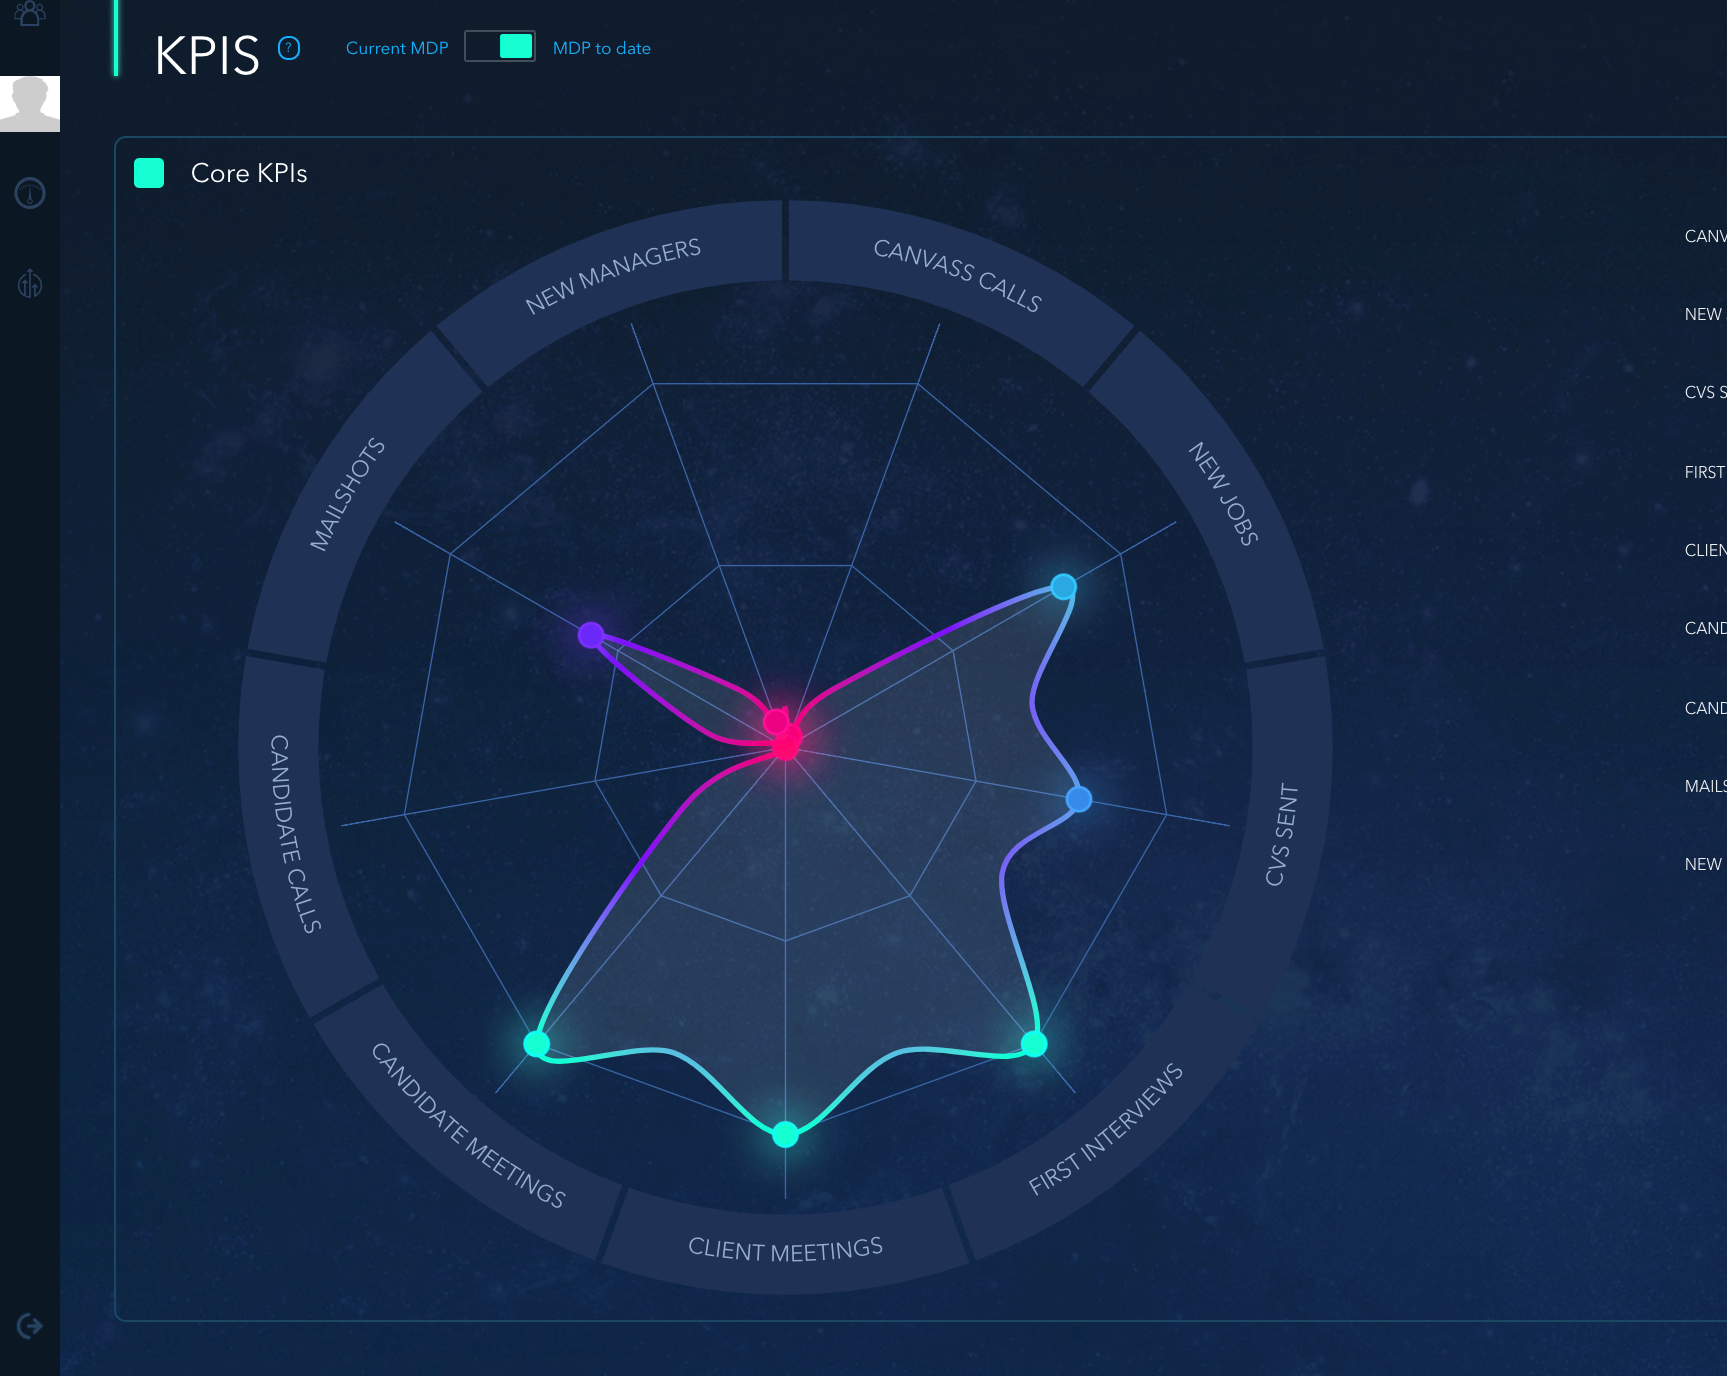 KPIS
?
Current MDP
MDP to date
Core KPIs
NEW MANAGERS
CANVASS CALLS
MAILSHOTS
NEW JOBS
CANDIDATE CALLS
CVS SENT
CANDIDATE MEETINGS
FIRST INTERVIEWS
CLIENT MEETINGS
CANV
NEW
CVS S
FIRST
CLIEN
CAND
CAND
MAILS
NEW